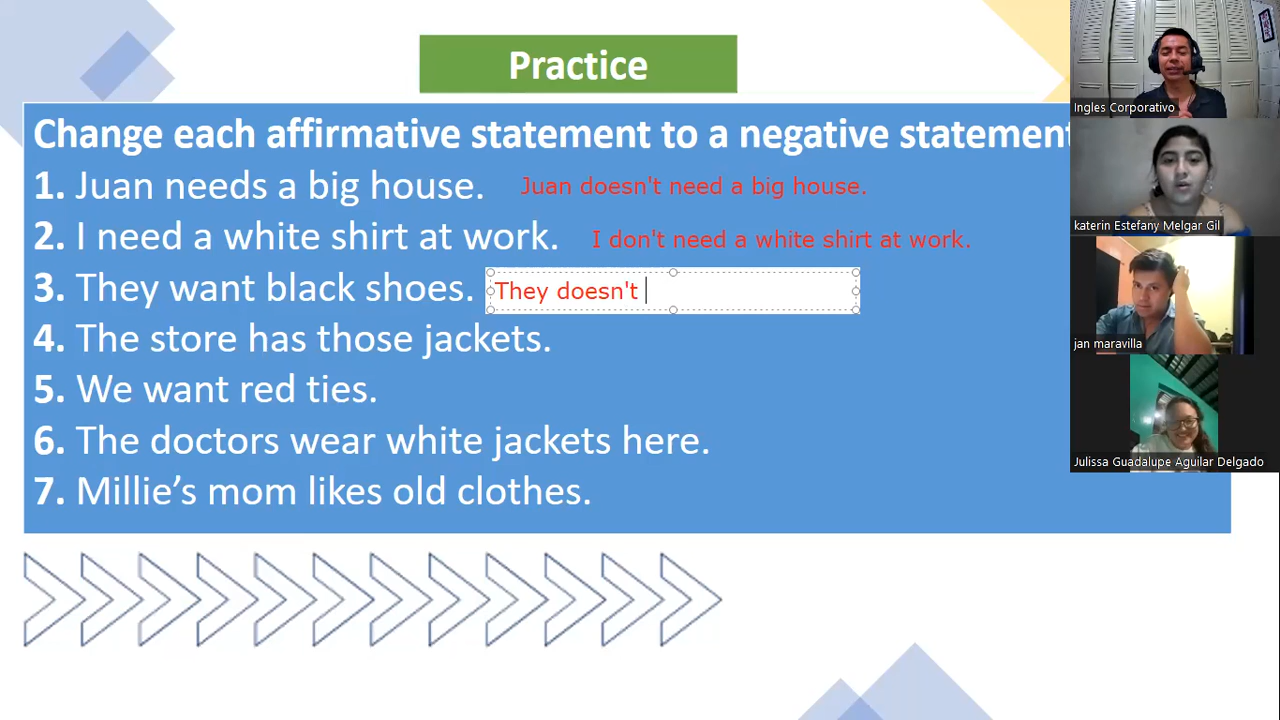 Practice
Change each affirmative statement to a negative statement
1. Juan needs a big house. Juan doesn't need a big house.
2. I need a white shirt at work. I don't need a white shirt at work.
3. They want black shoes. They doesn't
4. The store has those jackets.
5. We want red ties.
6. The doctors wear white jackets here.
7. Millie’s mom likes old clothes.
Ingles Corporativo
katerin Estefany Melgar Gil
jan maravilla
Julissa Guadalupe Aguilar Delgado